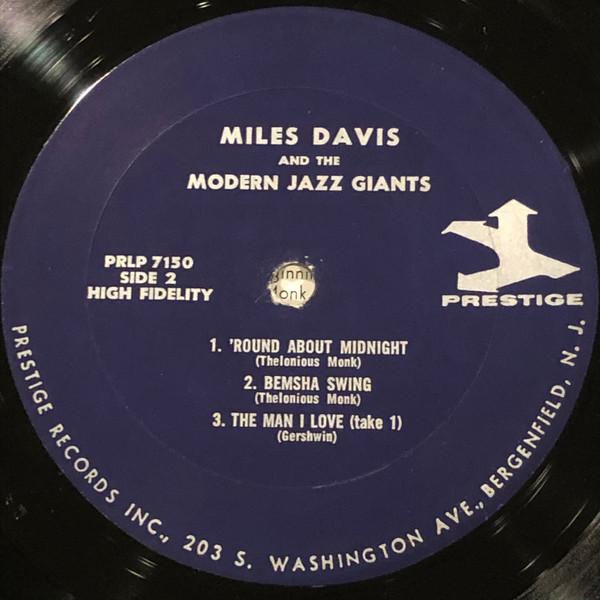 MILES DAVIS
AND THE
MODERN JAZZ GIANTS
PRLP 7150
SIDE 2
HIGH FIDELITY
PRESTIGE
1. 'ROUND ABOUT MIDNIGHT
(Thelonious Monk)
2. BEMSHA SWING
(Thelonious Monk)
3. THE MAN I LOVE (take 1)
(Gershwin)
PRESTIGE RECORDS INC., 203 S. WASHINGTON AVE., BERGENFIELD, N. J.